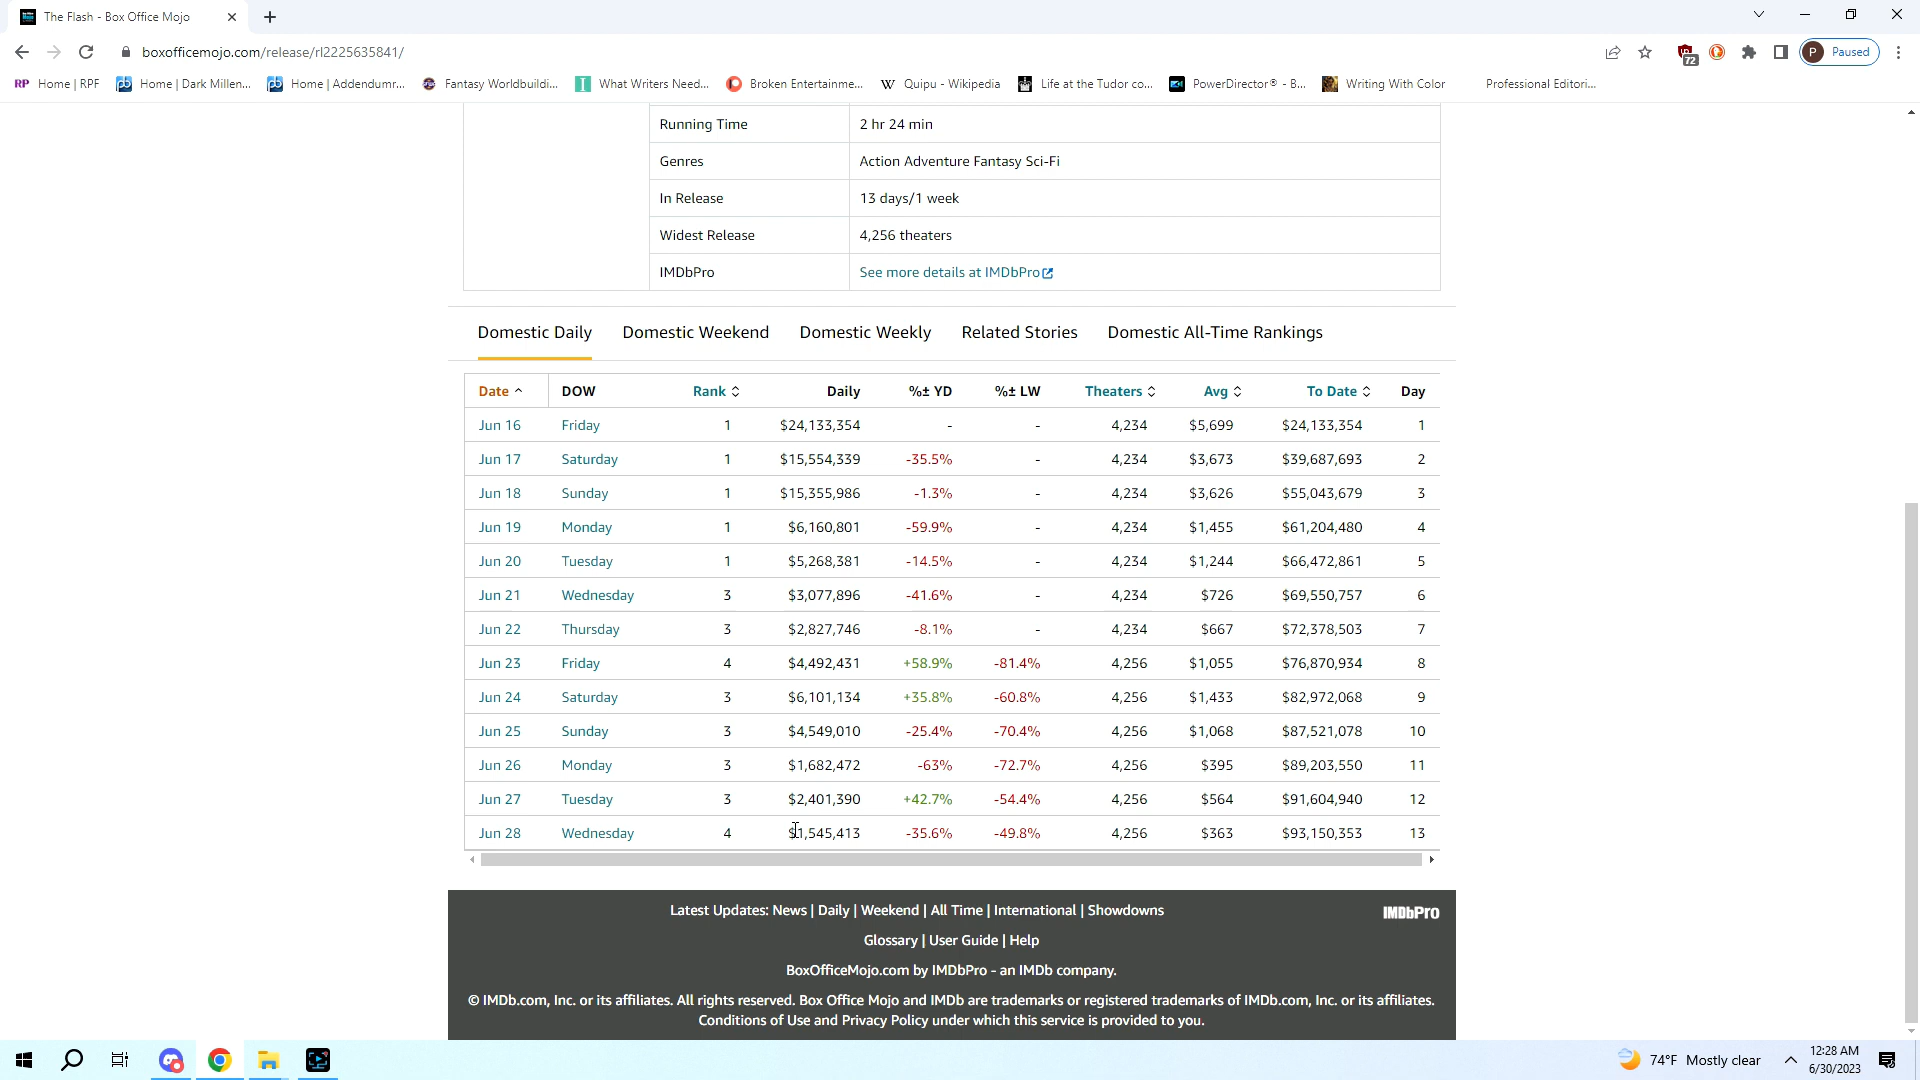 The Flash - Box Office Mojo
boxofficemojo.com/release/rl2225635841/
72
P Paused
RP Home | RPF
Home | Dark Millen...
Home | Addendumr...
Fantasy Worldbuildi...
What Writers Need...
Broken Entertainme...
W Quipu - Wikipedia
Life at the Tudor co...
PowerDirector® - B...
Writing With Color
Professional Editori...
Running Time 2 hr 24 min
Genres Action Adventure Fantasy Sci-Fi
In Release 13 days/1 week
Widest Release 4,256 theaters
IMDbPro See more details at IMDbPro
Domestic Daily Domestic Weekend Domestic Weekly Related Stories Domestic All-Time Rankings
Date DOW Rank Daily %± YD %± LW Theaters Avg To Date Day
Jun 16 Friday 1 $24,133,354 - - 4,234 $5,699 $24,133,354 1
Jun 17 Saturday 1 $15,554,339 -35.5% - 4,234 $3,673 $39,687,693 2
Jun 18 Sunday 1 $15,355,986 -1.3% - 4,234 $3,626 $55,043,679 3
Jun 19 Monday 1 $6,160,801 -59.9% - 4,234 $1,455 $61,204,480 4
Jun 20 Tuesday 1 $5,268,381 -14.5% - 4,234 $1,244 $66,472,861 5
Jun 21 Wednesday 3 $3,077,896 -41.6% - 4,234 $726 $69,550,757 6
Jun 22 Thursday 3 $2,827,746 -8.1% - 4,234 $667 $72,378,503 7
Jun 23 Friday 4 $4,492,431 +58.9% -81.4% 4,256 $1,055 $76,870,934 8
Jun 24 Saturday 3 $6,101,134 +35.8% -60.8% 4,256 $1,433 $82,972,068 9
Jun 25 Sunday 3 $4,549,010 -25.4% -70.4% 4,256 $1,068 $87,521,078 10
Jun 26 Monday 3 $1,682,472 -63% -72.7% 4,256 $395 $89,203,550 11
Jun 27 Tuesday 3 $2,401,390 +42.7% -54.4% 4,256 $564 $91,604,940 12
Jun 28 Wednesday 4 $1,545,413 -35.6% -49.8% 4,256 $363 $93,150,353 13
Latest Updates: News | Daily | Weekend | All Time | International | Showdowns
IMDbPro
Glossary | User Guide | Help
BoxOfficeMojo.com by IMDbPro - an IMDb company.
© IMDb.com, Inc. or its affiliates. All rights reserved. Box Office Mojo and IMDb are trademarks or registered trademarks of IMDb.com, Inc. or its affiliates.
Conditions of Use and Privacy Policy under which this service is provided to you.
74°F Mostly clear
12:28 AM
6/30/2023